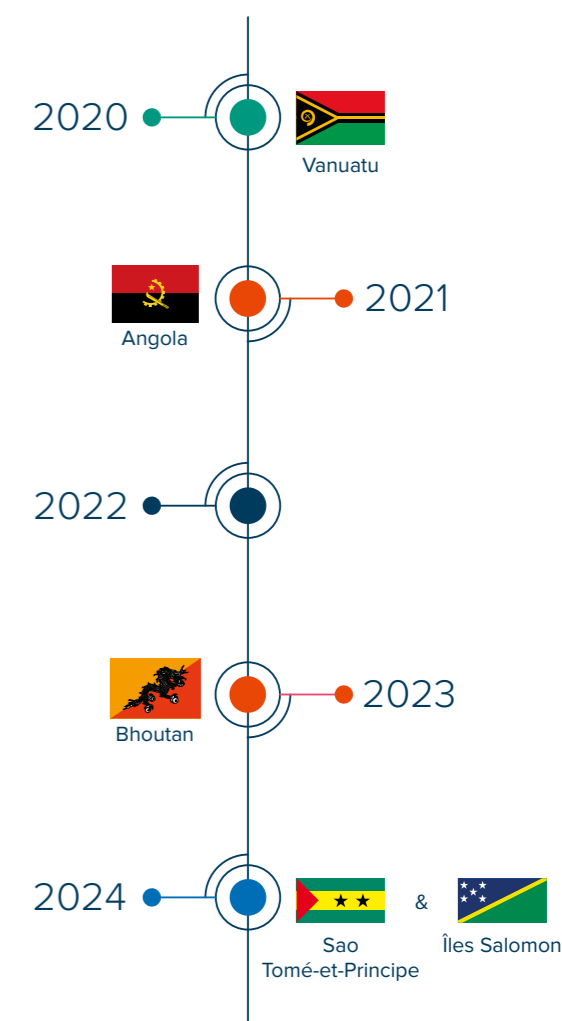 2020
Vanuatu
2021
Angola
2022
2023
Bhoutan
2024
&
Sao
Tomé-et-Principe
Îles Salomon